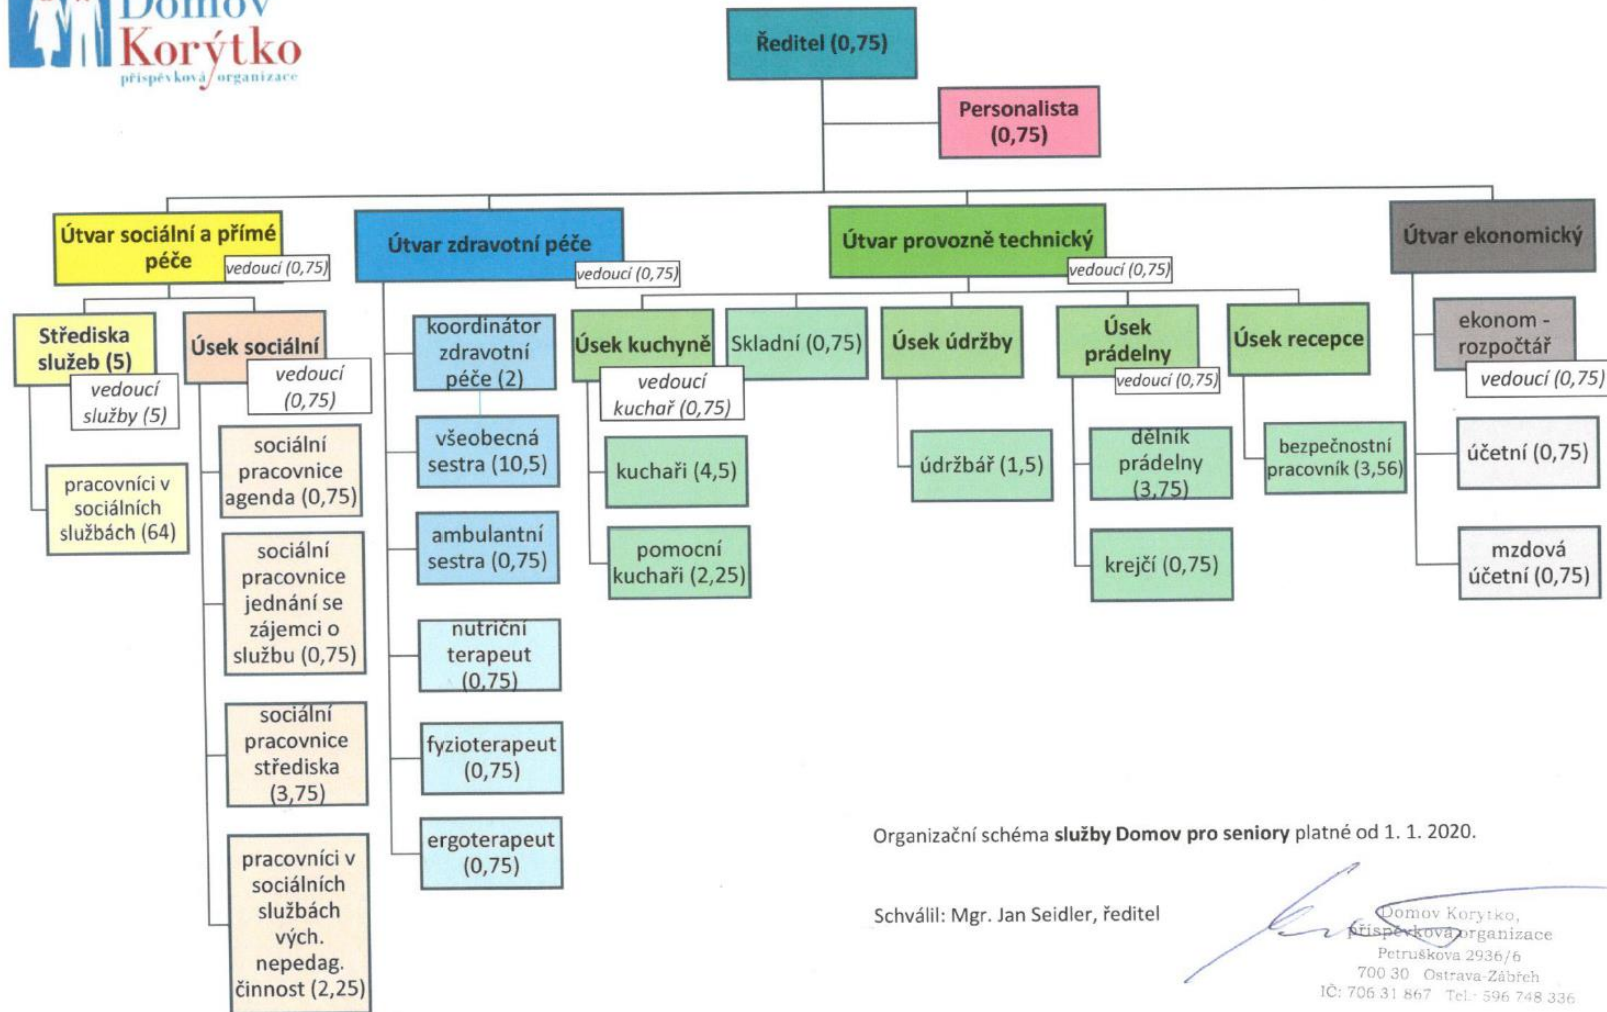 Domov
Korýtko
příspěvková organizace
Ředitel (0,75)
Personalista
(0,75)
Útvar sociální a přímé
péče
vedoucí (0,75)
Útvar zdravotní péče
vedoucí (0,75)
Útvar provozně technický
vedoucí (0,75)
Útvar ekonomický
Střediska
služeb (5)
vedoucí
služby (5)
pracovníci v
sociálních
službách (64)
Úsek sociální
vedoucí
(0,75)
sociální
pracovnice
agenda (0,75)
sociální
pracovnice
jednání se
zájemci o
službu (0,75)
sociální
pracovnice
střediska
(3,75)
pracovníci v
sociálních
službách
vých.
nepedag.
činnost (2,25)
koordinátor
zdravotní
péče (2)
všeobecná
sestra (10,5)
ambulantní
sestra (0,75)
nutriční
terapeut
(0,75)
fyzioterapeut
(0,75)
ergoterapeut
(0,75)
Úsek kuchyně
vedoucí
kuchař (0,75)
kuchaři (4,5)
pomocní
kuchaři (2,25)
Skladní (0,75)
Úsek údržby
údržbář (1,5)
Úsek
prádelny
vedoucí (0,75)
dělník
prádelny
(3,75)
krejčí (0,75)
Úsek recepce
bezpečnostní
pracovník (3,56)
ekonom -
rozpočtář
vedoucí (0,75)
účetní (0,75)
mzdová
účetní (0,75)
Organizační schéma služby Domov pro seniory platné od 1. 1. 2020.
Schválil: Mgr. Jan Seidler, ředitel
Domov Korýtko,
příspěvková organizace
Petruškova 2936/6
700 30 Ostrava-Zábřeh
IČ: 706 31 867 Tel.: 596 748 336